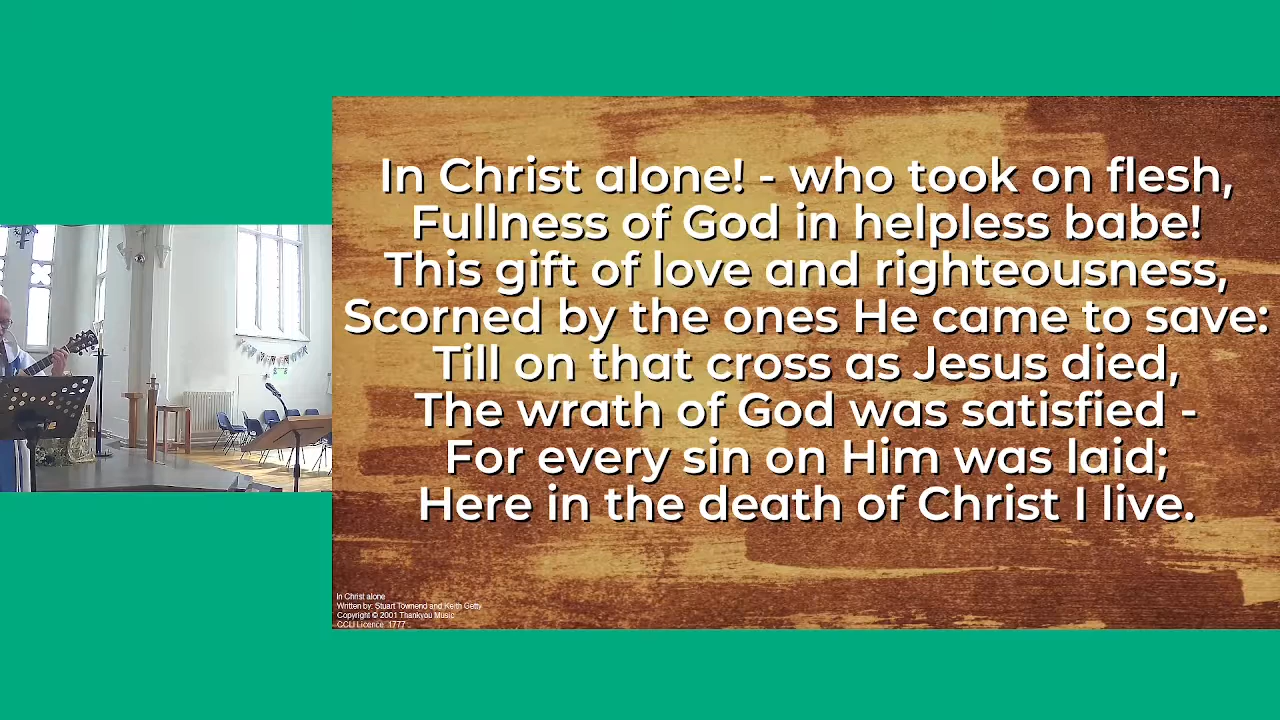 In Christ alone! - who took on flesh,
Fullness of God in helpless babe!
This gift of love and righteousness,
Scorned by the ones He came to save:
Till on that cross as Jesus died,
The wrath of God was satisfied -
For every sin on Him was laid;
Here in the death of Christ I live.
In Christ alone
Written by: Stuart Townend and Keith Getty
Copyright © 2001 Thankyou Music
CCLI Licence 1777